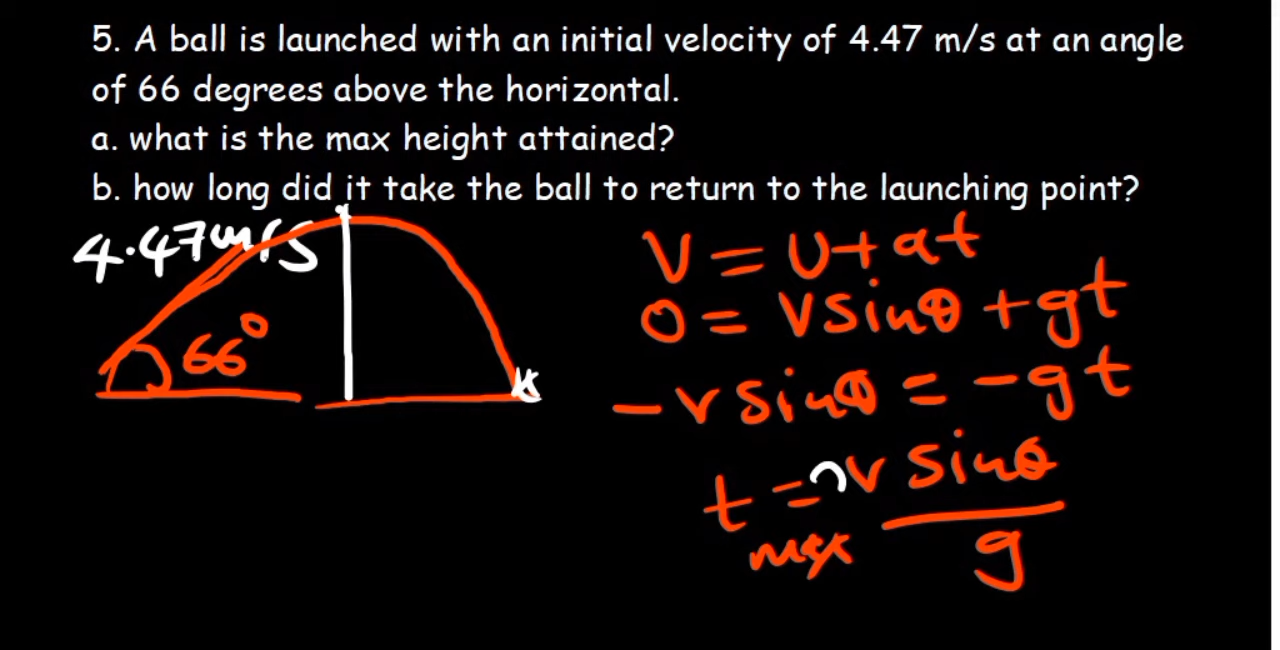 5. A ball is launched with an initial velocity of 4.47 m/s at an angle
of 66 degrees above the horizontal.
a. what is the max height attained?
b. how long did it take the ball to return to the launching point?
4.47m/s
66°
V = U + at
0 = Vsinθ + gt
- v sinθ = - gt
t max = v sinθ / g